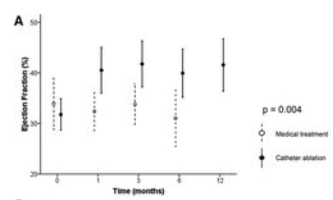 A
Ejection Fraction (%)
50
40
30
20
0
1
3
6
12
Time (months)
p = 0.004
Medical treatment
Catheter ablation